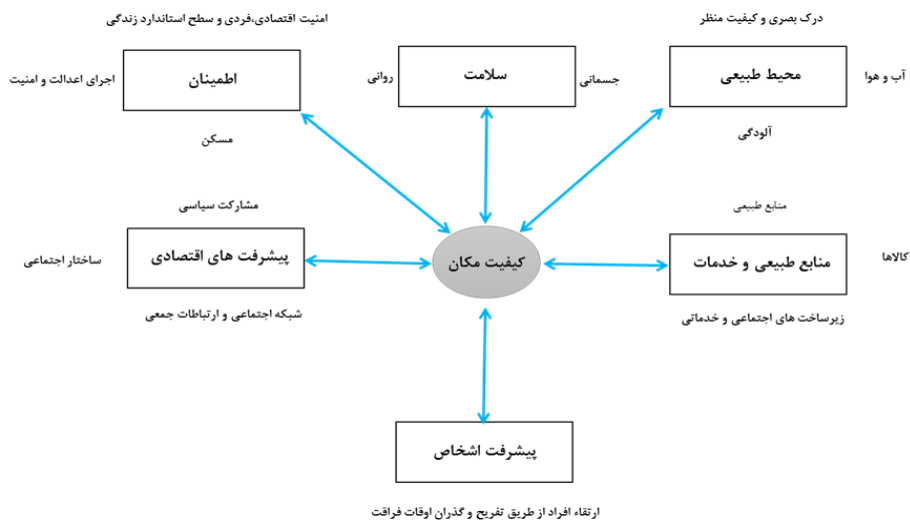 درک بصری و کیفیت منظر
محیط طبیعی
آب و هوا
آلودگی
جسمانی
سلامت
روانی
امنیت اقتصادی،فردی و سطح استاندارد زندگی
اطمینان
اجرای اعدالت و امنیت
مسکن
منابع طبیعی
کالاها
منابع طبیعی و خدمات
زیرساخت های اجتماعی و خدماتی
کیفیت مکان
مشارکت سیاسی
پیشرفت های اقتصادی
ساختار اجتماعی
شبکه اجتماعی و ارتباطات جمعی
پیشرفت اشخاص
ارتقاء افراد از طریق تفریح و گذران اوقات فراقت